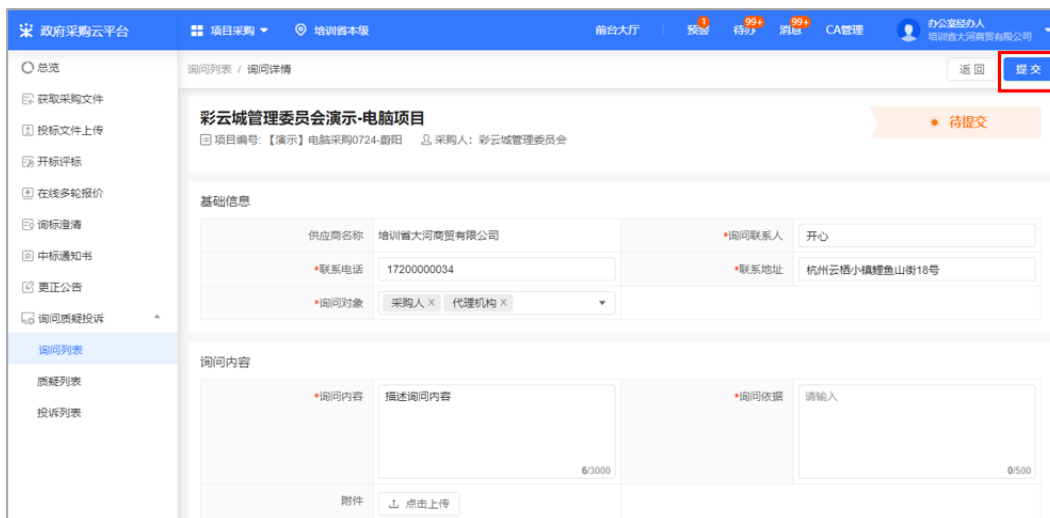 政府采购云平台 项目采购 培训省本级 前台大厅 预警 1 待办 99+ 消息 99+ CA管理 办公室经办人
培训省大河商贸有限公司
总览
询问列表 / 询问详情 返回 提交
获取采购文件
彩云城管理委员会演示-电脑项目 待提交
投标文件上传
项目编号:【演示】电脑采购0724-蔚阳 采购人: 彩云城管理委员会
开标评标
在线多轮报价
基础信息
询标澄清
供应商名称 培训省大河商贸有限公司 *询问联系人 开心
中标通知书
*联系电话 17200000034 *联系地址 杭州云栖小镇鲤鱼山街18号
更正公告
*询问对象 采购人 × 代理机构 ×
询问质疑投诉
询问列表
询问内容
质疑列表
*询问内容 描述询问内容 *询问依据 请输入
投诉列表
6/3000 0/500
附件 点击上传